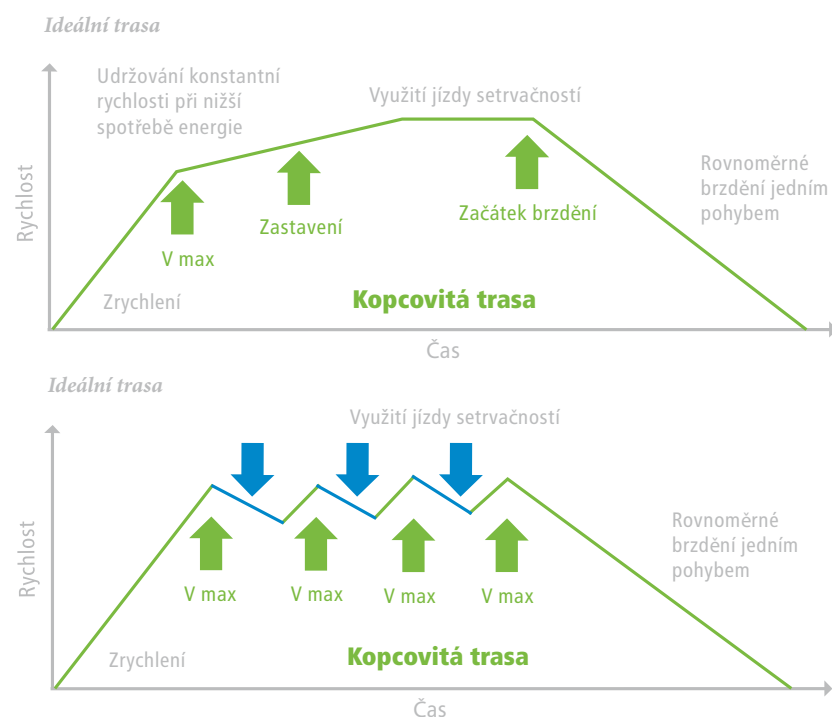 Ideální trasa
Udržování konstantní
rychlosti při nižší
spotřebě energie
Využití jízdy setrvačností
Rovnoměrné
brzdění jedním
pohybem
Rychlost
V max
Zastavení
Začátek brzdění
Zrychlení
Kopcovitá trasa
Čas
Ideální trasa
Využití jízdy setrvačností
Rovnoměrné
brzdění jedním
pohybem
Rychlost
V max
V max
V max
V max
Zrychlení
Kopcovitá trasa
Čas